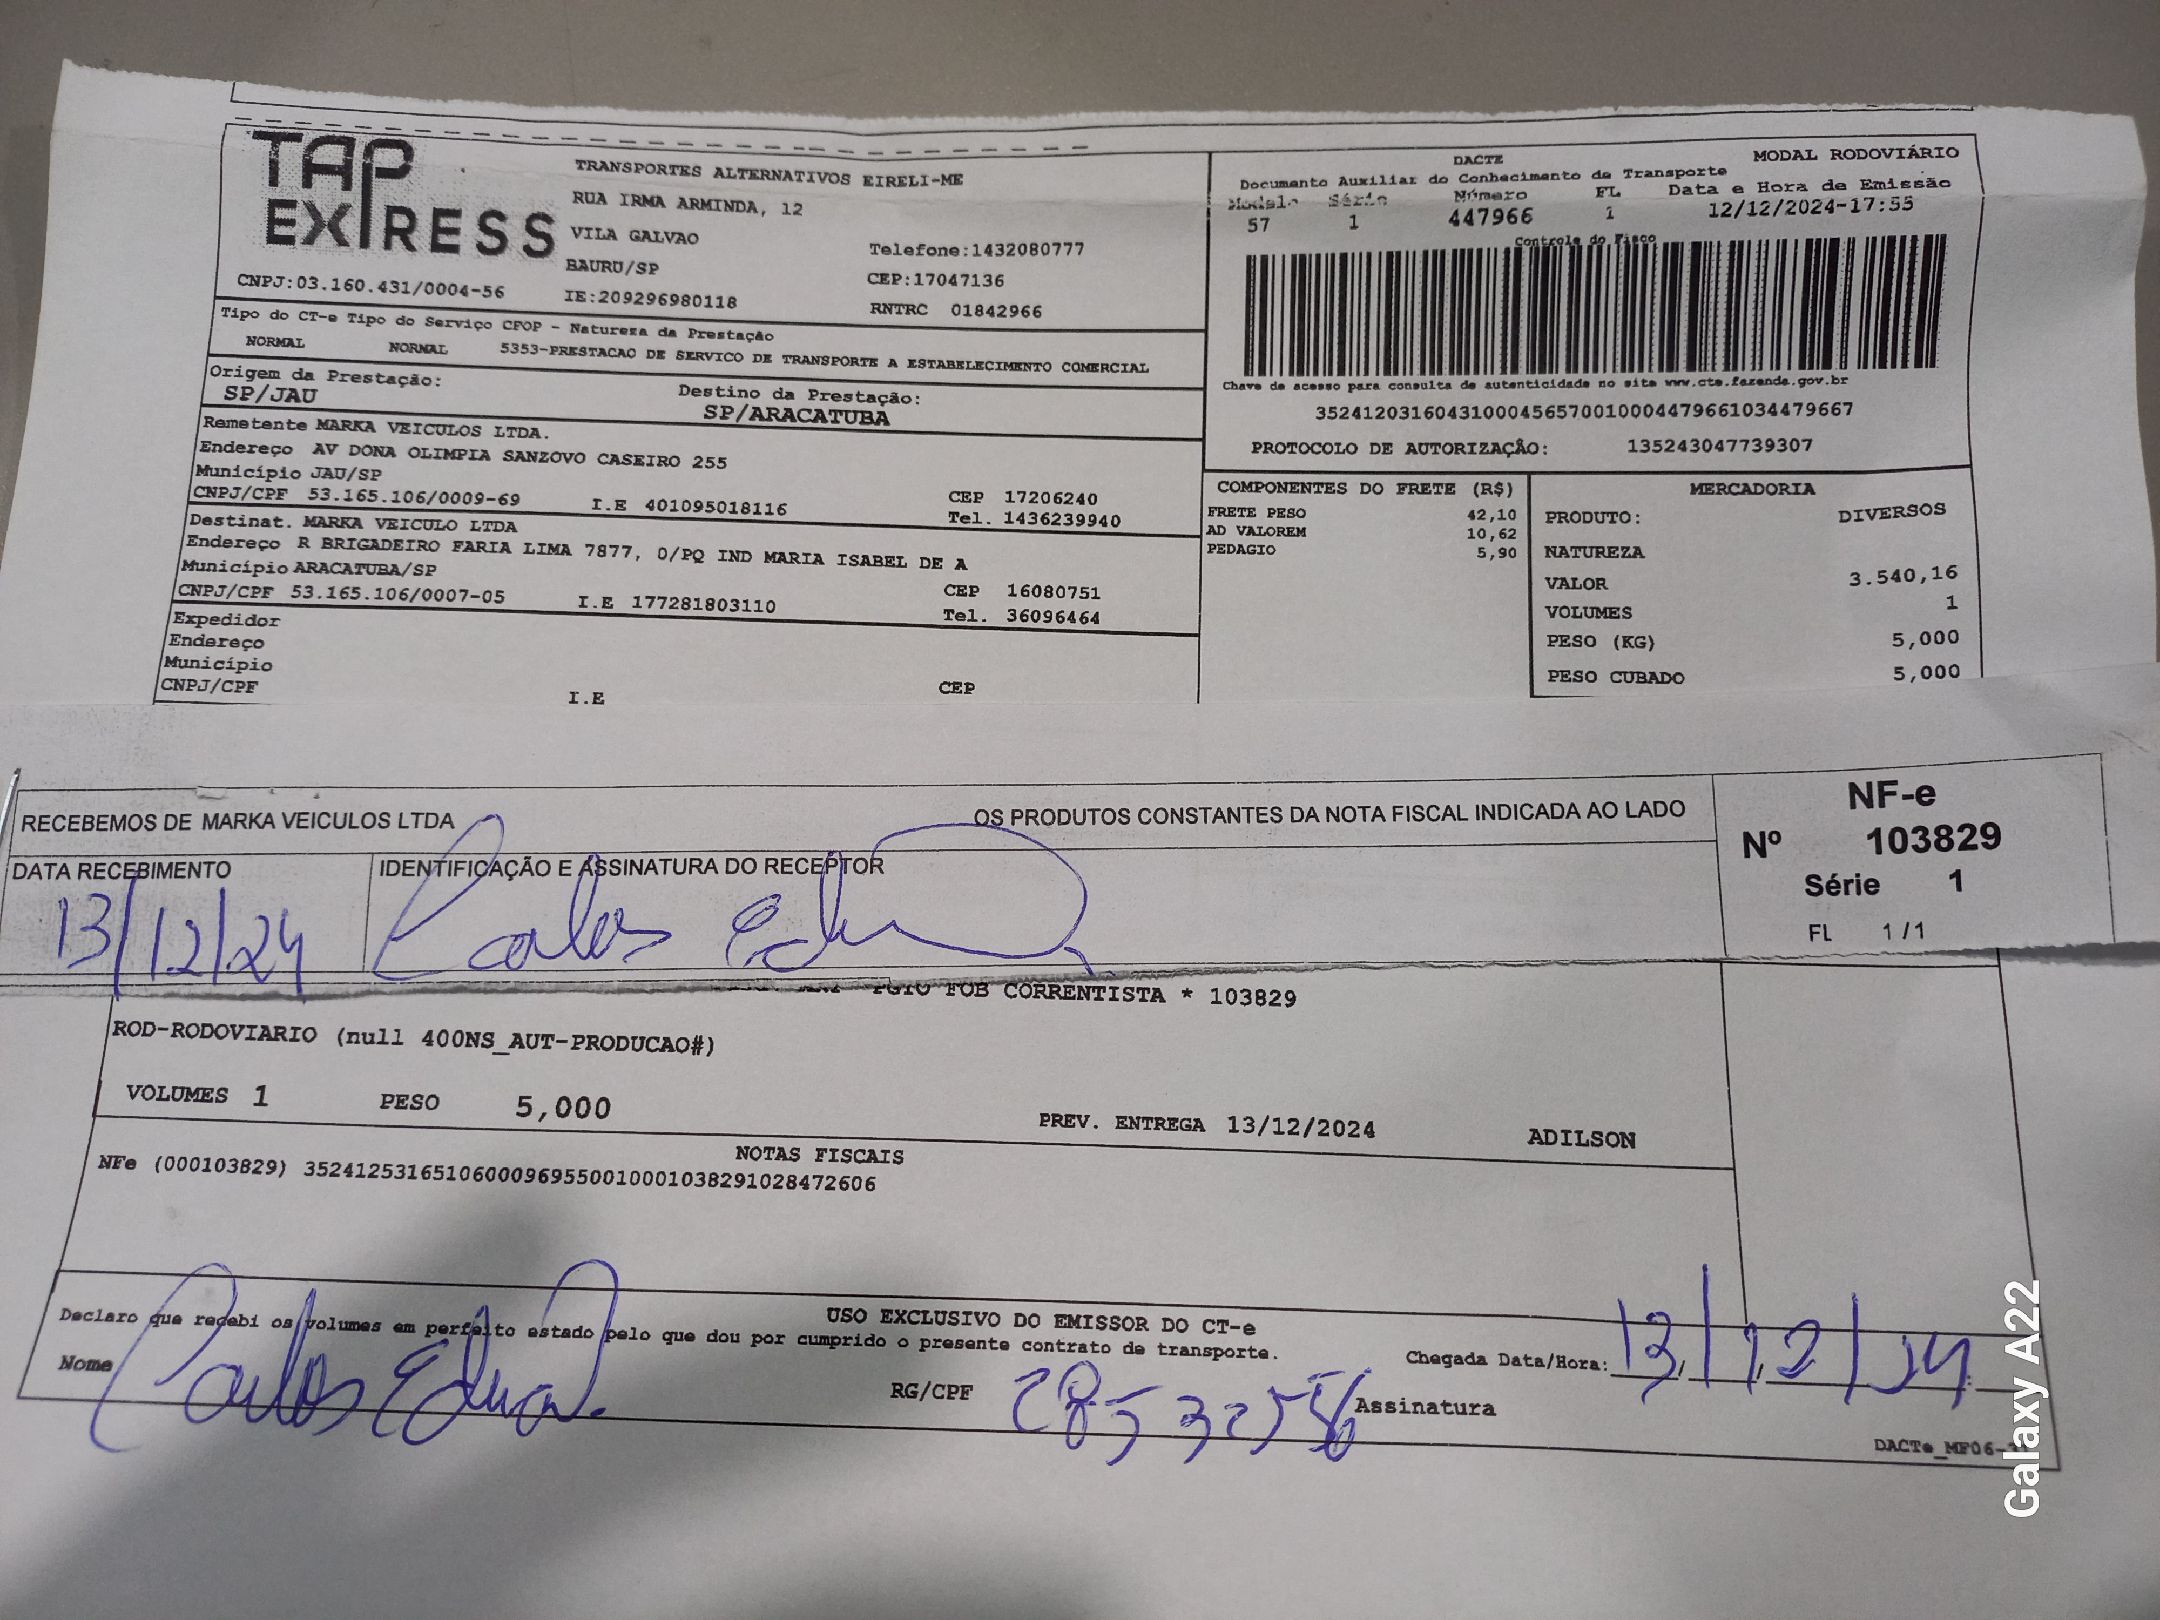 TAP
EXPRESS
TRANSPORTES ALTERNATIVOS EIRELI-ME
RUA IRMA ARMINDA, 12
VILA GALVAO
BAURU/SP
Telefone:1432080777
CEP:17047136
CNPJ:03.160.431/0004-56 IE:209296980118 RNTRC 01842966
DACTE MODAL RODOVIÁRIO
Documento Auxiliar do Conhecimento de Transporte
Modelo Série Número FL Data e Hora de Emissão
57 1 447966 1 12/12/2024-17:55
Controle do Fisco
Chave de acesso para consulta de autenticidade no site www.cte.fazenda.gov.br
35241203160431000456570010004479661034479667
PROTOCOLO DE AUTORIZAÇÃO: 135243047739307
Tipo do CT-e Tipo do Serviço CFOP - Natureza da Prestação
NORMAL NORMAL 5353-PRESTACAO DE SERVICO DE TRANSPORTE A ESTABELECIMENTO COMERCIAL
Origem da Prestação: Destino da Prestação:
SP/JAU SP/ARACATUBA
Remetente MARKA VEICULOS LTDA.
Endereço AV DONA OLIMPIA SANZOVO CASEIRO 255
Município JAU/SP CEP 17206240
CNPJ/CPF 53.165.106/0009-69 I.E 401095018116 Tel. 1436239940
Destinat. MARKA VEICULO LTDA
Endereço R BRIGADEIRO FARIA LIMA 7877, 0/PQ IND MARIA ISABEL DE A
Município ARACATUBA/SP CEP 16080751
CNPJ/CPF 53.165.106/0007-05 I.E 177281803110 Tel. 36096464
Expedidor
Endereço
Município
CNPJ/CPF I.E CEP
COMPONENTES DO FRETE (R$)
FRETE PESO 42,10
AD VALOREM 10,62
PEDAGIO 5,90
MERCADORIA
PRODUTO: DIVERSOS
NATUREZA
VALOR 3.540,16
VOLUMES 1
PESO (KG) 5,000
PESO CUBADO 5,000
RECEBEMOS DE MARKA VEICULOS LTDA OS PRODUTOS CONSTANTES DA NOTA FISCAL INDICADA AO LADO
DATA RECEBIMENTO IDENTIFICAÇÃO E ASSINATURA DO RECEPTOR
13/12/24 Carlos
NF-e
Nº 103829
Série 1
FL 1/1
FOB CORRENTISTA * 103829
ROD-RODOVIARIO (null 400NS_AUT-PRODUCAO#)
VOLUMES 1 PESO 5,000 PREV. ENTREGA 13/12/2024 ADILSON
NOTAS FISCAIS
NFe (000103829) 35241253165106000969550010001038291028472606
USO EXCLUSIVO DO EMISSOR DO CT-e
Declaro que recebi os volumes em perfeito estado pelo que dou por cumprido o presente contrato de transporte.
Nome Carlos RG/CPF Assinatura Chegada Data/Hora: 13/12/24
Galaxy A22